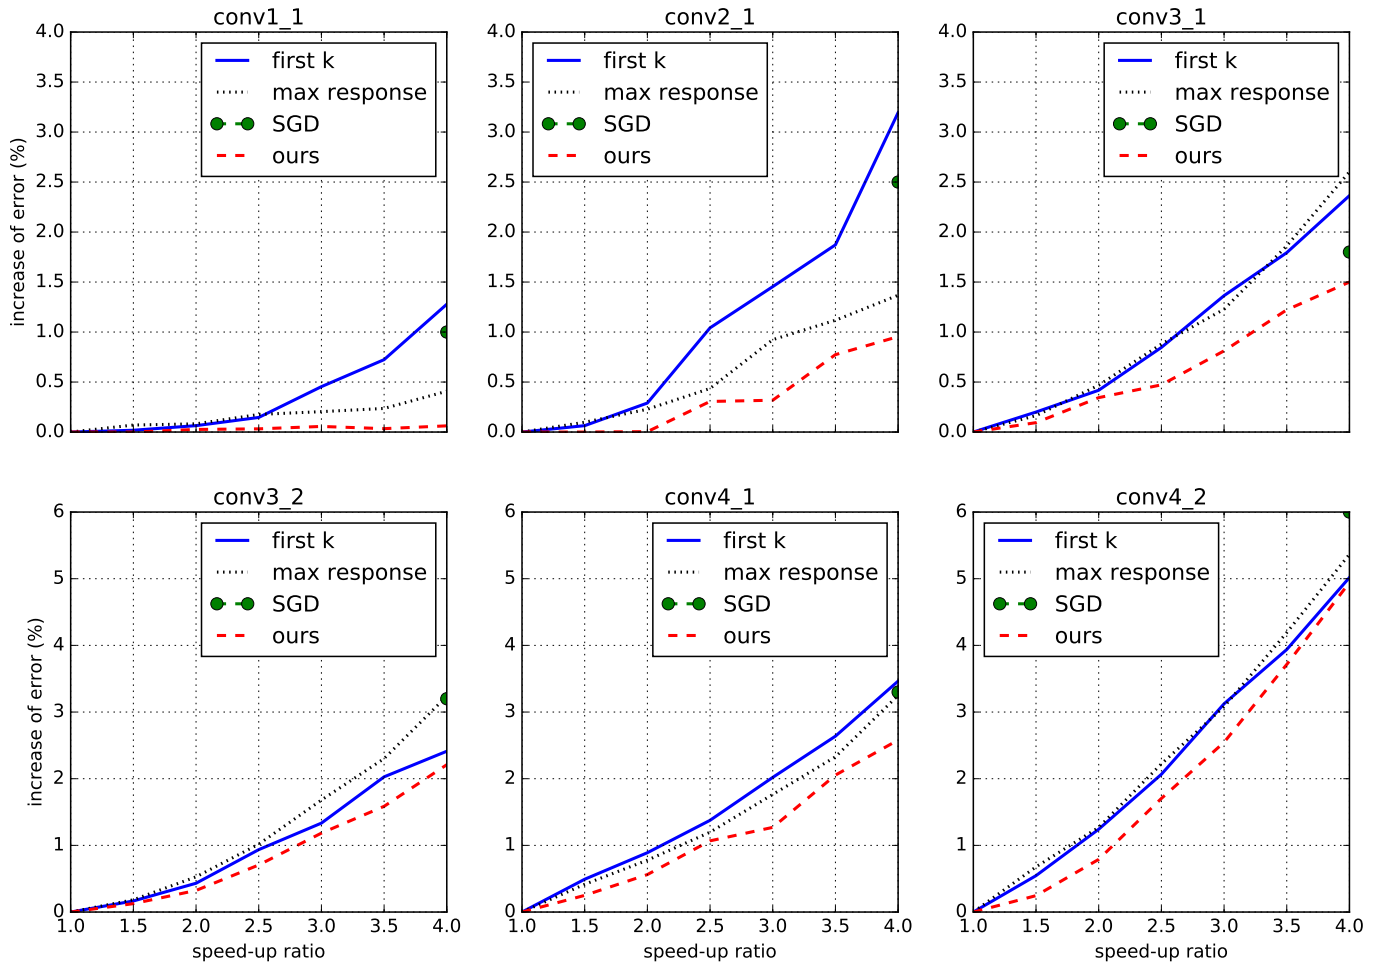 conv1_1
4.0
3.5
3.0
2.5
2.0
1.5
1.0
0.5
0.0
increase of error (%)
first k
max response
SGD
ours
conv2_1
4.0
3.5
3.0
2.5
2.0
1.5
1.0
0.5
0.0
first k
max response
SGD
ours
conv3_1
4.0
3.5
3.0
2.5
2.0
1.5
1.0
0.5
0.0
first k
max response
SGD
ours
conv3_2
6
5
4
3
2
1
0
increase of error (%)
first k
max response
SGD
ours
1.0 1.5 2.0 2.5 3.0 3.5 4.0
speed-up ratio
conv4_1
6
5
4
3
2
1
0
first k
max response
SGD
ours
1.0 1.5 2.0 2.5 3.0 3.5 4.0
speed-up ratio
conv4_2
6
5
4
3
2
1
0
first k
max response
SGD
ours
1.0 1.5 2.0 2.5 3.0 3.5 4.0
speed-up ratio